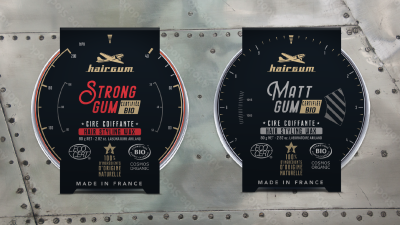 hairgum
STRONG
GUM
CERTIFIÉE
BIO
• CIRE COIFFANTE •
HAIR STYLING WAX
100%
D'ORIGINE
NATURELLE
ECO
CERT
BIO
COSMOS
ORGANIC
MADE IN FRANCE
hairgum
MATT
GUM
CERTIFIÉE
BIO
• CIRE COIFFANTE •
HAIR STYLING WAX
100%
D'ORIGINE
NATURELLE
ECO
CERT
BIO
COSMOS
ORGANIC
MADE IN FRANCE